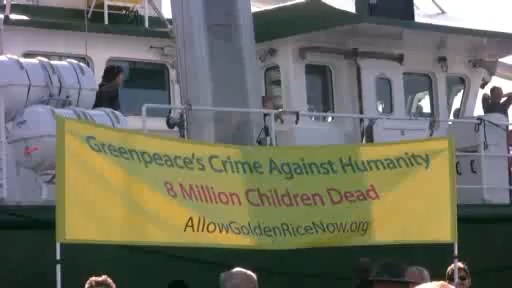 Greenpeace's Crime Against Humanity
8 Million Children Dead
AllowGoldenRiceNow.org